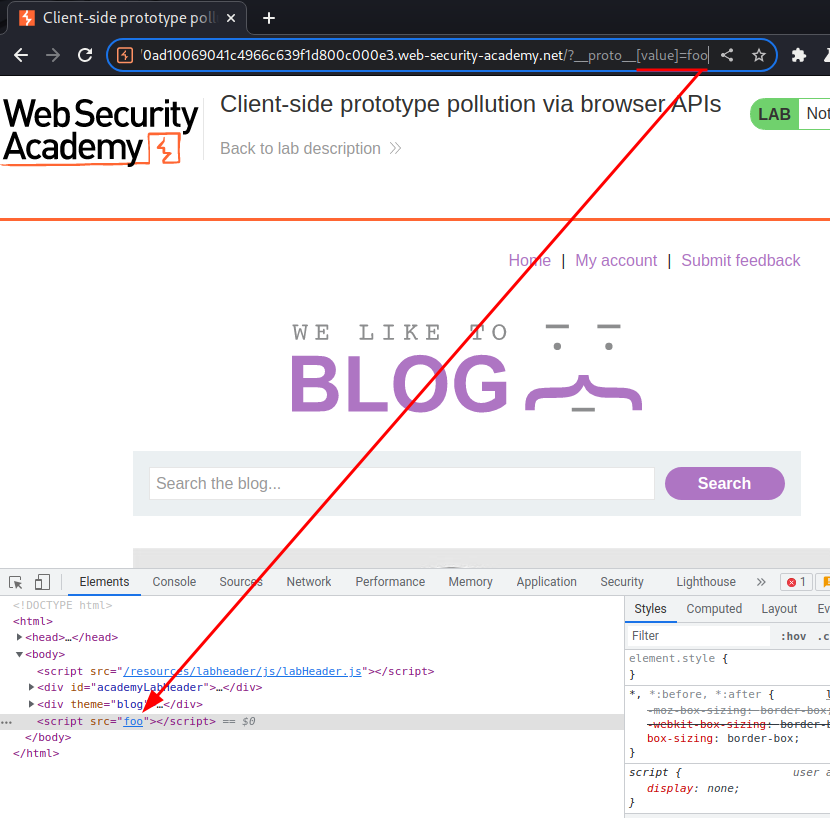 Client-side prototype poll
0ad10069041c4966c639f1d800c000e3.web-security-academy.net/?__proto__[value]=foo
Web Security
Academy
Client-side prototype pollution via browser APIs
LAB
Not
Back to lab description
Home | My account | Submit feedback
WE LIKE TO
BLOG
Search the blog...
Search
Elements Console Sources Network Performance Memory Application Security Lighthouse » 1
<!DOCTYPE html>
<html>
<head>…</head>
<body>
<script src="/resources/labheader/js/labHeader.js"></script>
<div id="academyLabHeader">…</div>
<div theme="blog">…</div>
<script src="foo"></script> == $0
</body>
</html>
Styles Computed Layout Ev
Filter :hov .c
element.style {
}
*, *:before, *:after {
-moz-box-sizing: border-box;
-webkit-box-sizing: border-b
box-sizing: border-box;
}
script { user a
display: none;
}